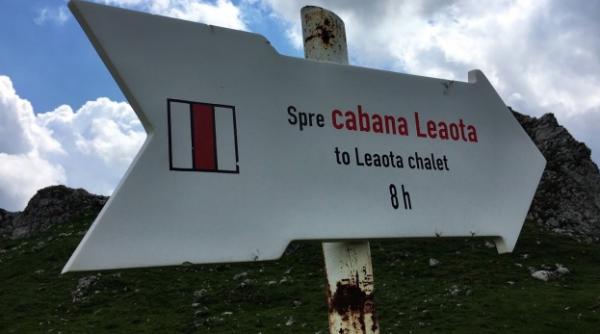 Spre cabana Leaota
to Leaota chalet
8 h